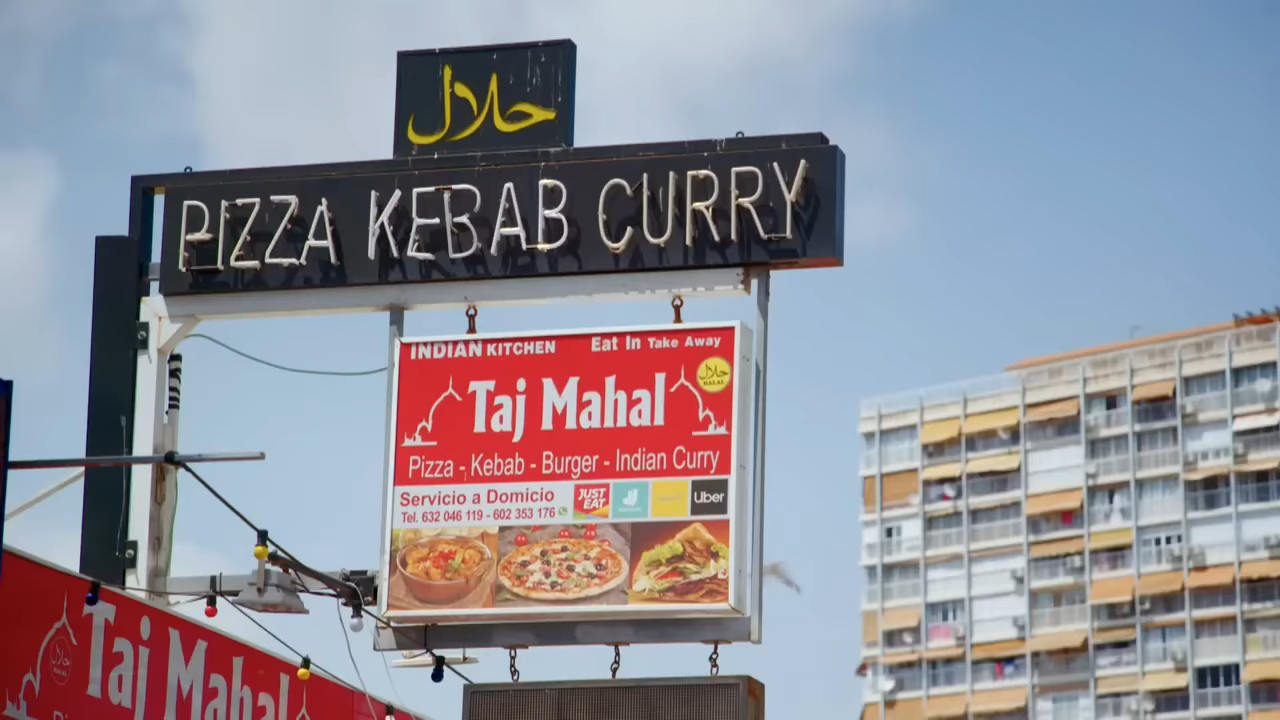 حلال
PIZZA KEBAB CURRY
INDIAN KITCHEN Eat In Take Away
حلال
HALAL
Taj Mahal
Pizza - Kebab - Burger - Indian Curry
Servicio a Domicio
Tel. 632 046 119 - 602 353 176
JUST EAT
Uber
Taj Mahal
حلال